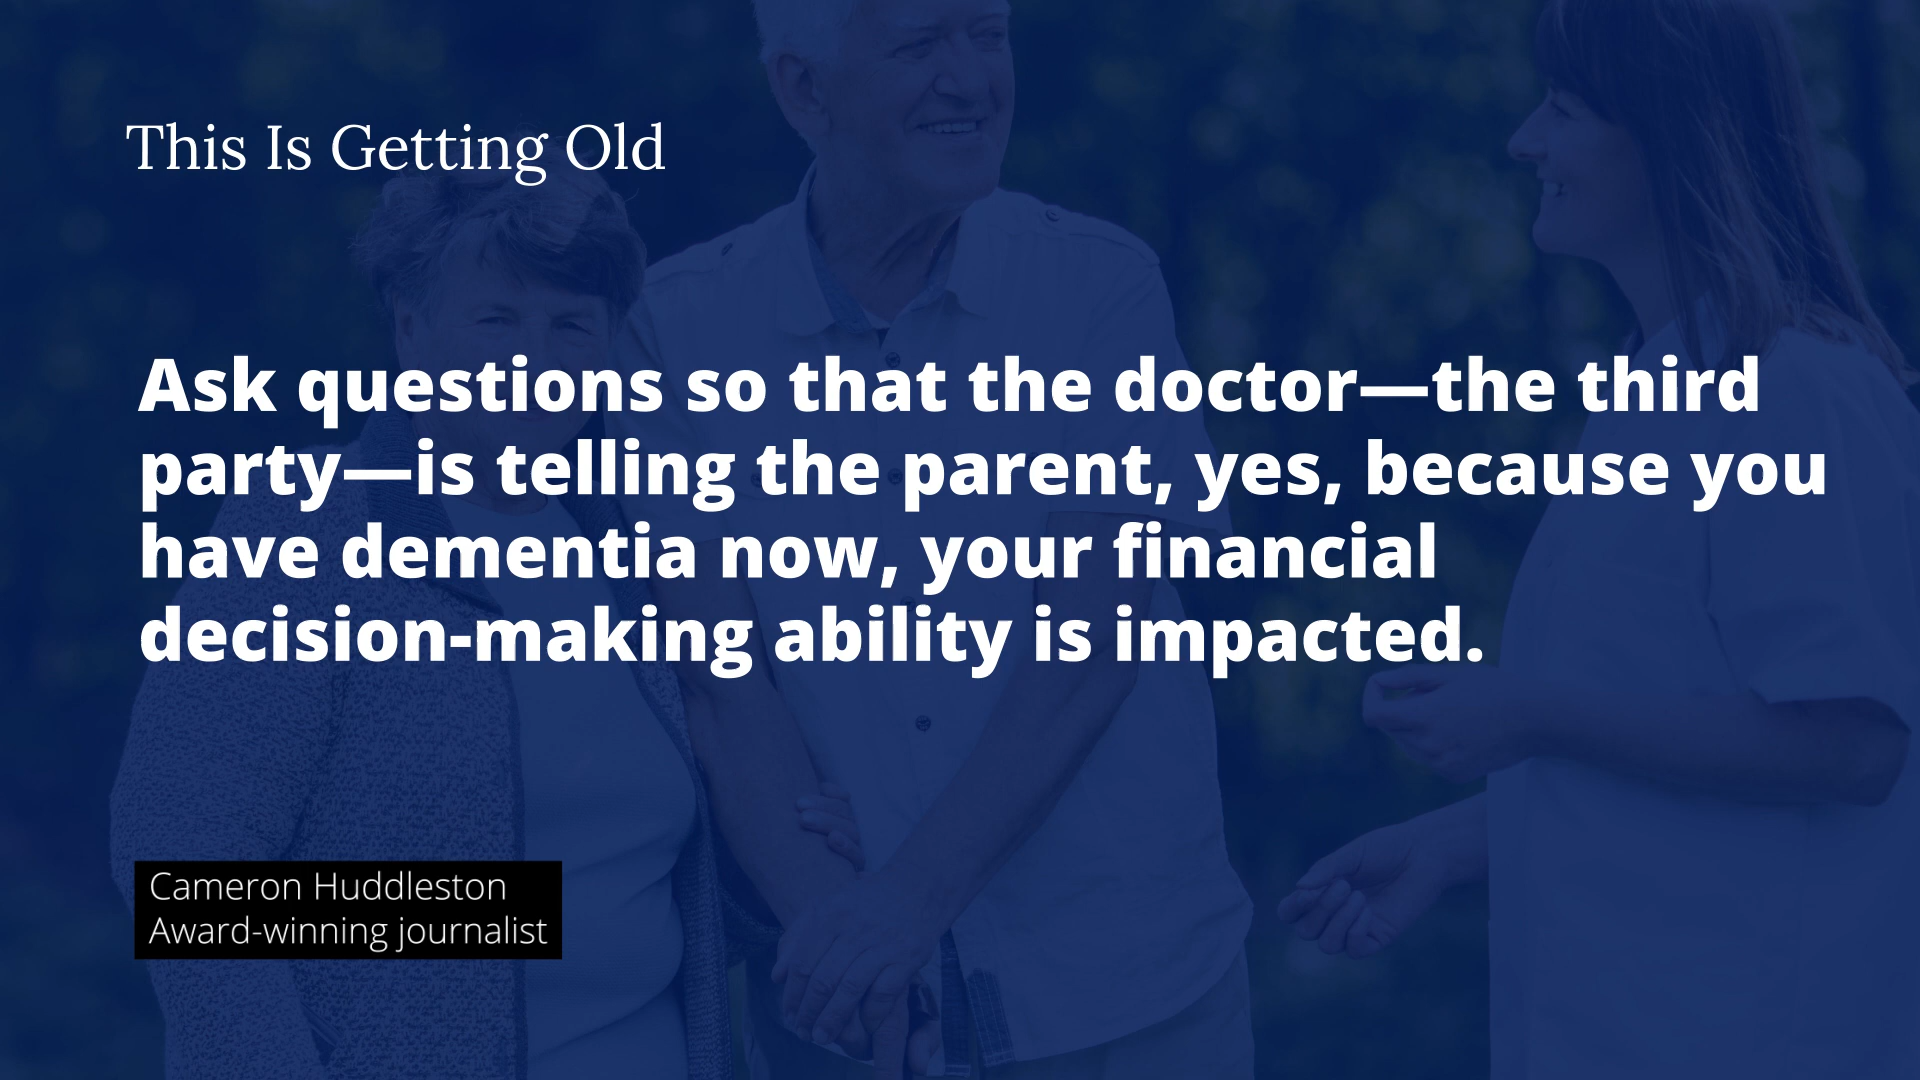 This Is Getting Old
Ask questions so that the doctor—the third
party—is telling the parent, yes, because you
have dementia now, your financial
decision-making ability is impacted.
Cameron Huddleston
Award-winning journalist